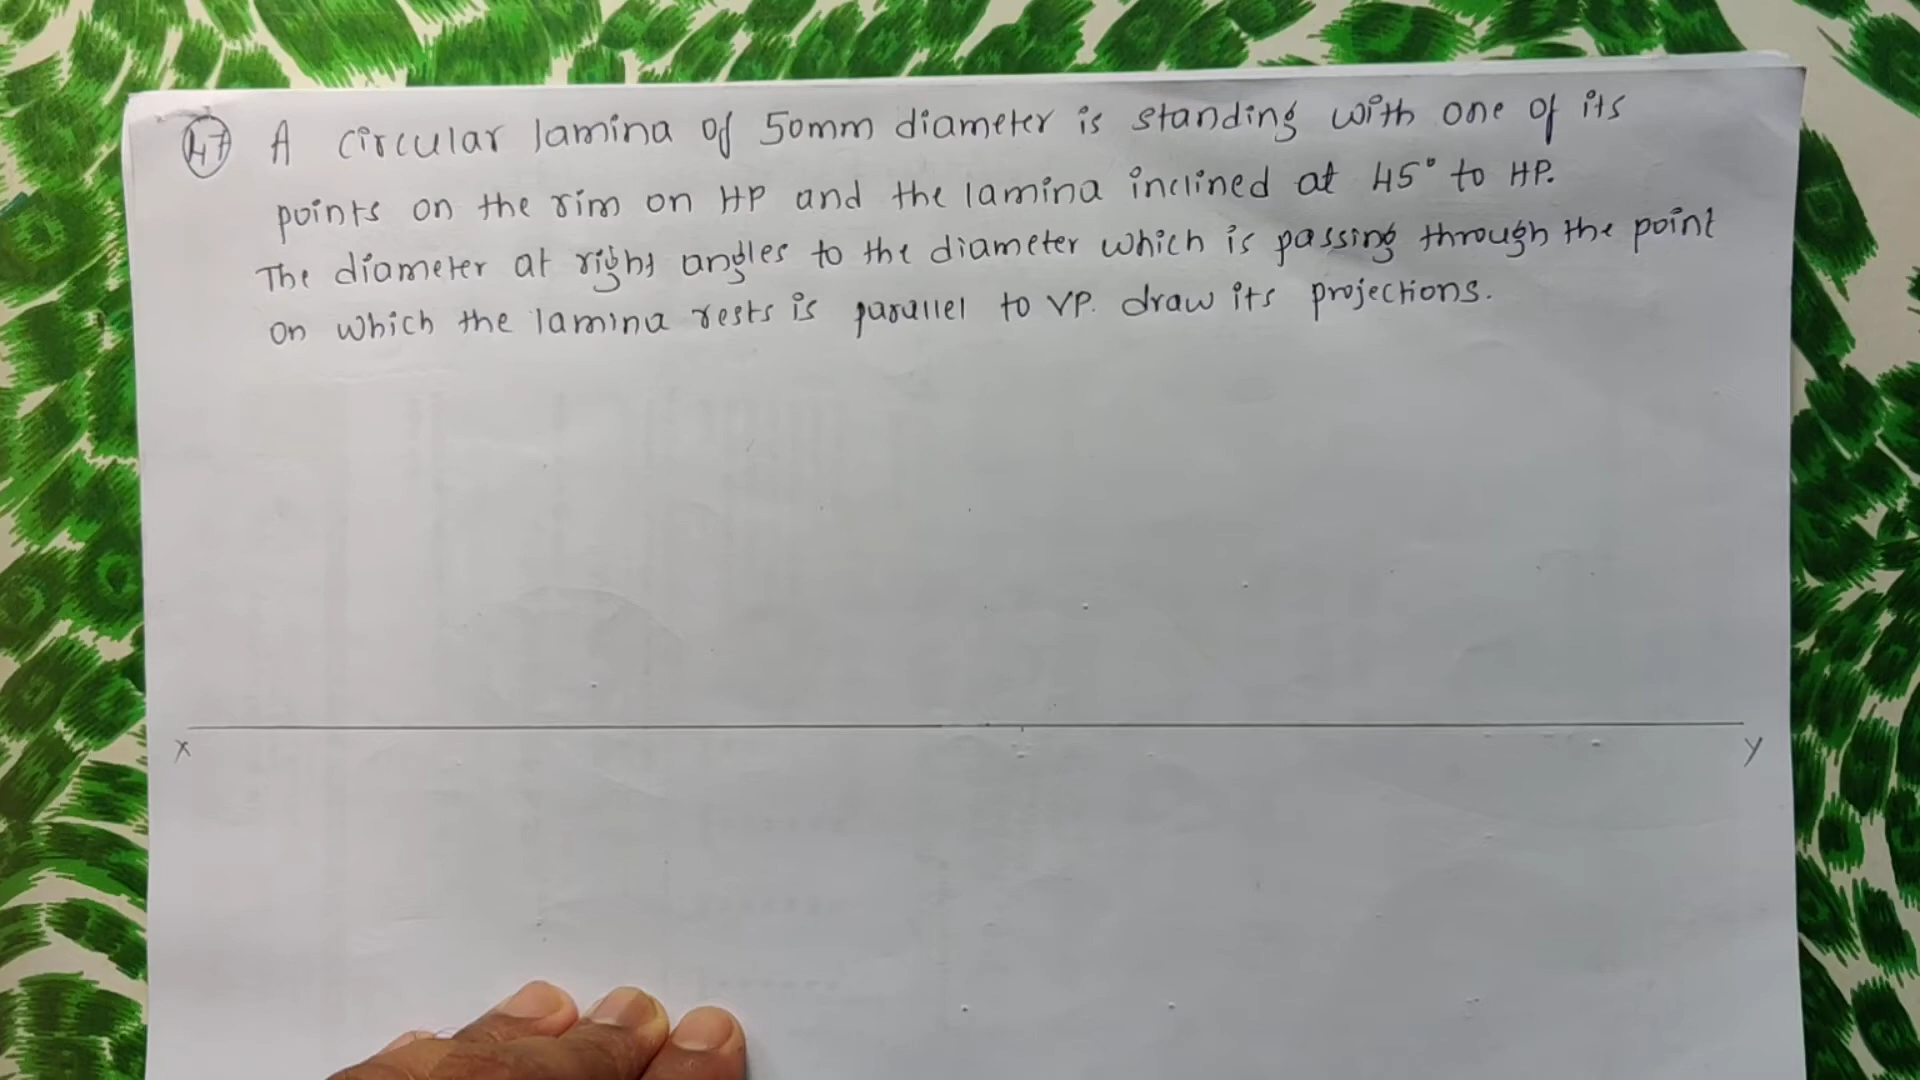 47 A circular lamina of 50mm diameter is standing with one of its
points on the rim on HP and the lamina inclined at 45° to HP.
The diameter at right angles to the diameter which is passing through the point
on which the lamina rests is parallel to VP. draw its projections.
X Y